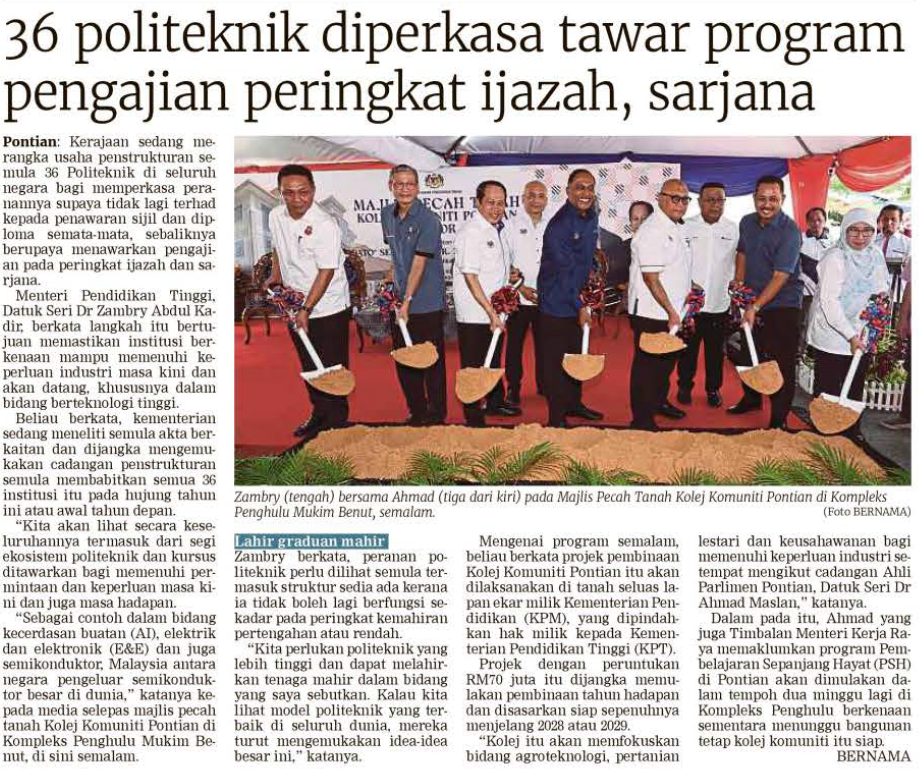 36 politeknik diperkasa tawar program
pengajian peringkat ijazah, sarjana
Pontian: Kerajaan sedang me-
rangka usaha penstrukturan se-
mula 36 Politeknik di seluruh
negara bagi memperkasa pera-
nannya supaya tidak lagi terhad
kepada penawaran sijil dan dip-
loma semata-mata, sebaliknya
berupaya menawarkan pengaji-
an pada peringkat ijazah dan sa-
rjana.
Menteri Pendidikan Tinggi,
Datuk Seri Dr Zambry Abdul Ka-
dir, berkata langkah itu bertu-
juan memastikan institusi ber-
kenaan mampu memenuhi ke-
perluan industri masa kini dan
akan datang, khususnya dalam
bidang berteknologi tinggi.
Beliau berkata, kementerian
sedang meneliti semula akta ber-
kaitan dan dijangka mengemu-
kakan cadangan penstrukturan
semula membabitkan semua 36
institusi itu pada hujung tahun
ini atau awal tahun depan.
“Kita akan lihat secara kese-
luruhannya termasuk dari segi
ekosistem politeknik dan kursus
ditawarkan bagi memenuhi per-
mintaan dan keperluan masa ki-
ni dan juga masa hadapan.
“Sebagai contoh dalam bidang
kecerdasan buatan (AI), elektrik
dan elektronik (E&E) dan juga
semikonduktor, Malaysia antara
negara pengeluar semikonduk-
tor besar di dunia,” katanya ke-
pada media selepas majlis pecah
tanah Kolej Komuniti Pontian di
Kompleks Penghulu Mukim Be-
nut, di sini semalam.
MAJLIS PECAH TANAH
Zambry (tengah) bersama Ahmad (tiga dari kiri) pada Majlis Pecah Tanah Kolej Komuniti Pontian di Kompleks
Penghulu Mukim Benut, semalam.
(Foto BERNAMA)
Lahir graduan mahir
Zambry berkata, peranan po-
liteknik perlu dilihat semula ter-
masuk struktur sedia ada kerana
ia tidak boleh lagi berfungsi se-
kadar pada peringkat kemahiran
pertengahan atau rendah.
“Kita perlukan politeknik yang
lebih tinggi dan dapat melahir-
kan tenaga mahir dalam bidang
yang saya sebutkan. Kalau kita
lihat model politeknik yang ter-
baik di seluruh dunia, mereka
turut mengemukakan idea-idea
besar ini,” katanya.
Mengenai program semalam,
beliau berkata projek pembinaan
Kolej Komuniti Pontian itu akan
dilaksanakan di tanah seluas la-
pan ekar milik Kementerian Pen-
didikan (KPM), yang dipindah-
kan hak milik kepada Kemen-
terian Pendidikan Tinggi (KPT).
Projek dengan peruntukan
RM70 juta itu dijangka memu-
lakan pembinaan tahun hadapan
dan disasarkan siap sepenuhnya
menjelang 2028 atau 2029.
“Kolej itu akan memfokuskan
bidang agroteknologi, pertanian
lestari dan keusahawanan bagi
memenuhi keperluan industri se-
tempat mengikut cadangan Ahli
Parlimen Pontian, Datuk Seri Dr
Ahmad Maslan,” katanya.
Dalam pada itu, Ahmad yang
juga Timbalan Menteri Kerja Ra-
ya memaklumkan program Pem-
belajaran Sepanjang Hayat (PSH)
di Pontian akan dimulakan da-
lam tempoh dua minggu lagi di
Kompleks Penghulu berkenaan
sementara menunggu bangunan
tetap kolej komuniti itu siap.
BERNAMA